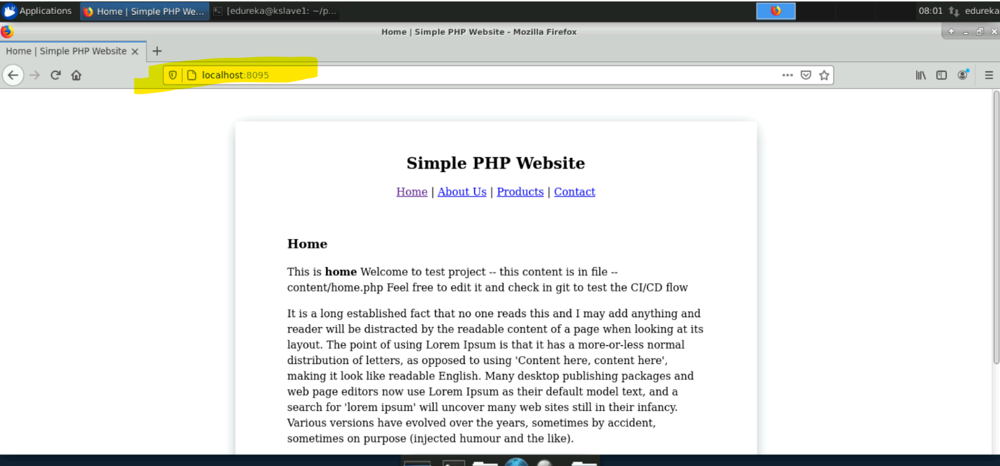 Applications
Home | Simple PHP We...
[edureka@kslave1: ~/p...
08:01
edureka
Home | Simple PHP Website - Mozilla Firefox
Home | Simple PHP Website
localhost:8095
Simple PHP Website
Home | About Us | Products | Contact
Home
This is home Welcome to test project -- this content is in file --
content/home.php Feel free to edit it and check in git to test the CI/CD flow
It is a long established fact that no one reads this and I may add anything and
reader will be distracted by the readable content of a page when looking at its
layout. The point of using Lorem Ipsum is that it has a more-or-less normal
distribution of letters, as opposed to using 'Content here, content here',
making it look like readable English. Many desktop publishing packages and
web page editors now use Lorem Ipsum as their default model text, and a
search for 'lorem ipsum' will uncover many web sites still in their infancy.
Various versions have evolved over the years, sometimes by accident,
sometimes on purpose (injected humour and the like).